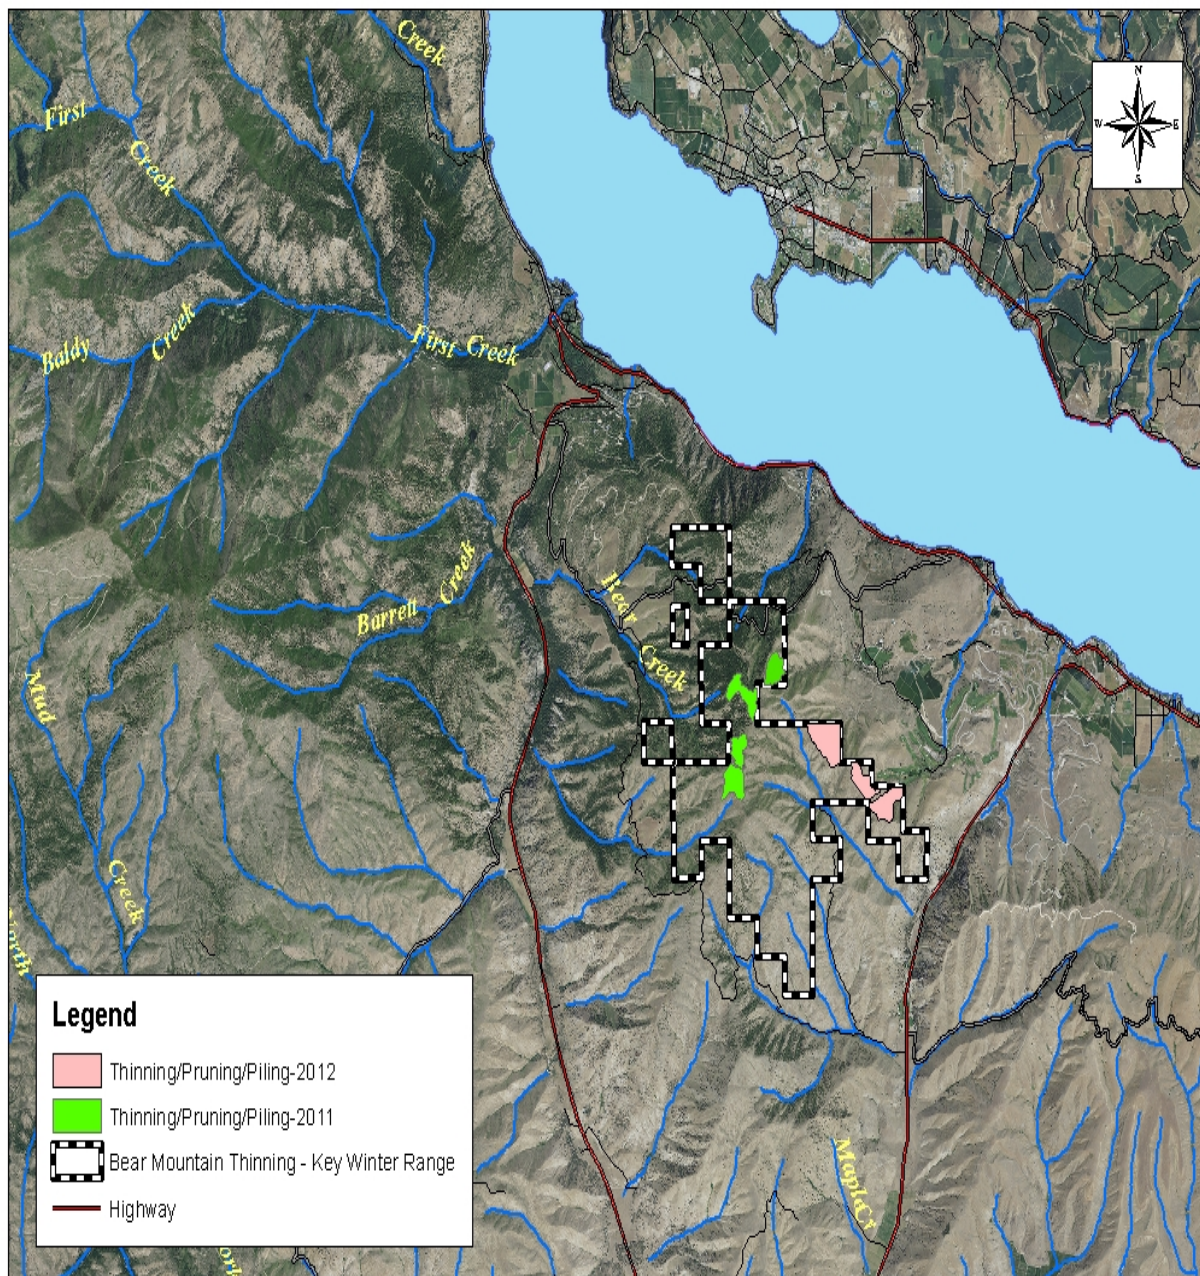 Creek
First
Creek
N
W E
S
First Creek
Baldy Creek
Barrett Creek
Bear
Creek
Mud
Creek
North
Legend
Thinning/Pruning/Piling-2012
Thinning/Pruning/Piling-2011
Bear Mountain Thinning - Key Winter Range
Highway
Maple Cr